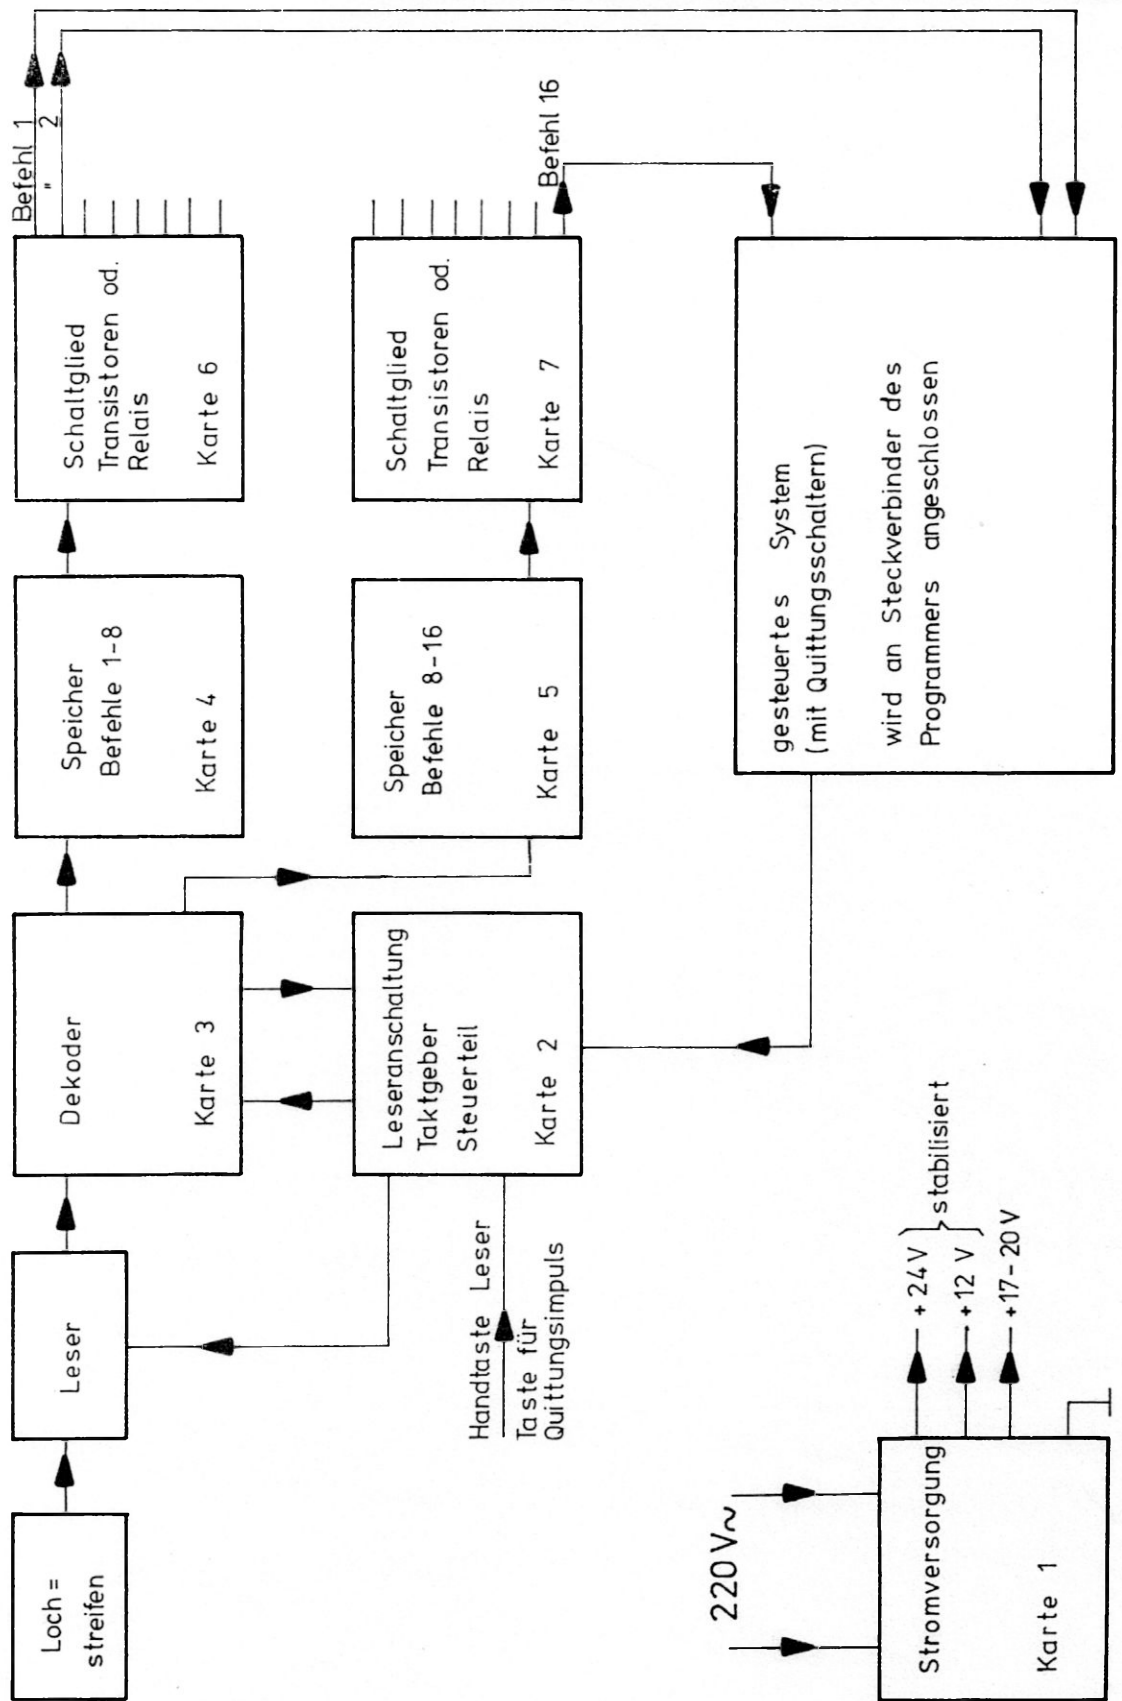 Loch=
streifen
Leser
Dekoder
Karte 3
Speicher
Befehle 1-8
Karte 4
Schaltglied
Transistoren od.
Relais
Karte 6
Befehl 1
" 2
Handtaste Leser
Taste für
Quittungsimpuls
Leseranschaltung
Taktgeber
Steuerteil
Karte 2
Speicher
Befehle 8-16
Karte 5
Schaltglied
Transistoren od.
Relais
Karte 7
Befehl 16
220 V~
Stromversorgung
Karte 1
+ 24 V
+12 V
stabilisiert
+17-20 V
gesteuertes System
(mit Quittungsschaltern)
wird an Steckverbinder des
Programmers angeschlossen